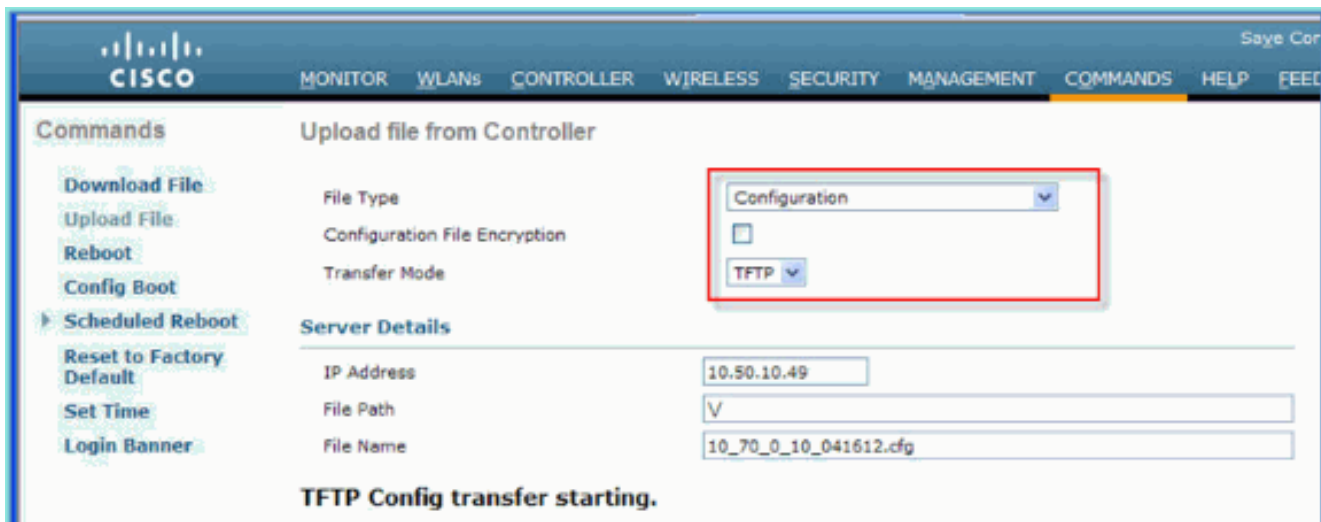 Save Con
CISCO
MONITOR WLANs CONTROLLER WIRELESS SECURITY MANAGEMENT COMMANDS HELP FEED
Commands
Download File
Upload File
Reboot
Config Boot
Scheduled Reboot
Reset to Factory
Default
Set Time
Login Banner
Upload file from Controller
File Type Configuration
Configuration File Encryption
Transfer Mode TFTP
Server Details
IP Address 10.50.10.49
File Path \/
File Name 10_70_0_10_041612.cfg
TFTP Config transfer starting.